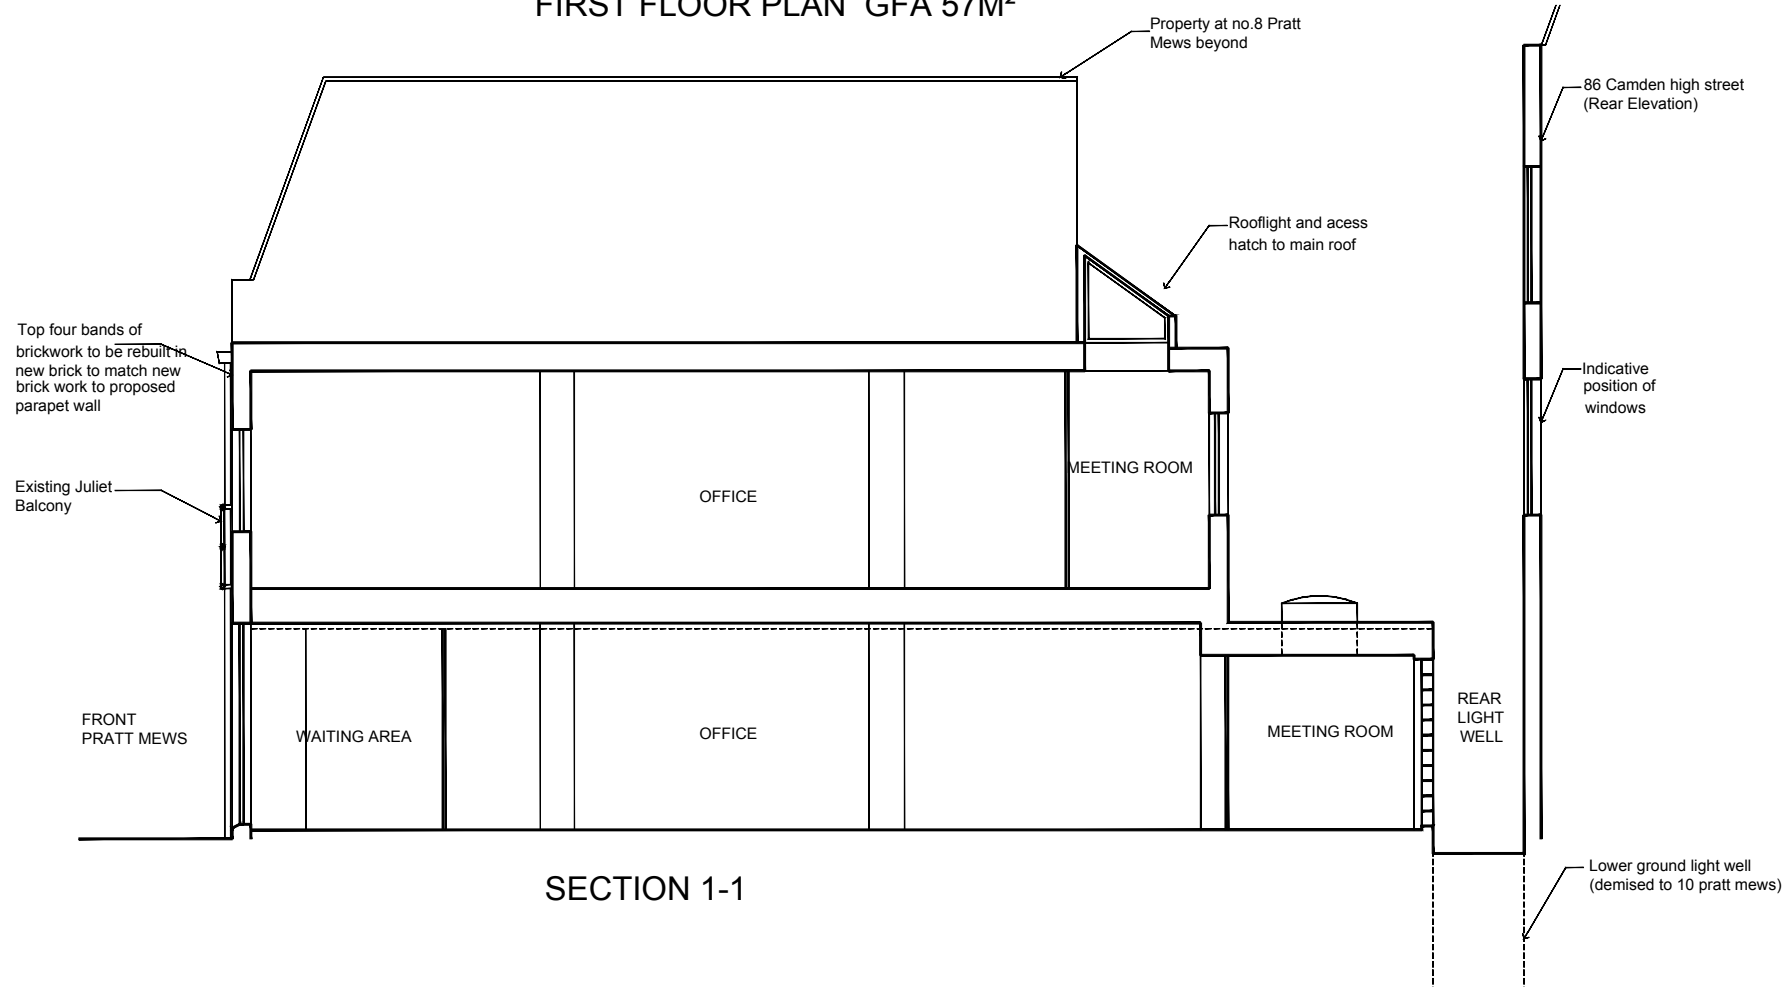 FIRST FLOOR PLAN GFA 57M²
Property at no.8 Pratt
Mews beyond
86 Camden high street
(Rear Elevation)
Rooflight and acess
hatch to main roof
Top four bands of
brickwork to be rebuilt in
new brick to match new
brick work to proposed
parapet wall
Indicative
position of
windows
MEETING ROOM
Existing Juliet
Balcony
OFFICE
FRONT
PRATT MEWS
WAITING AREA
OFFICE
MEETING ROOM
REAR
LIGHT
WELL
SECTION 1-1
Lower ground light well
(demised to 10 pratt mews)